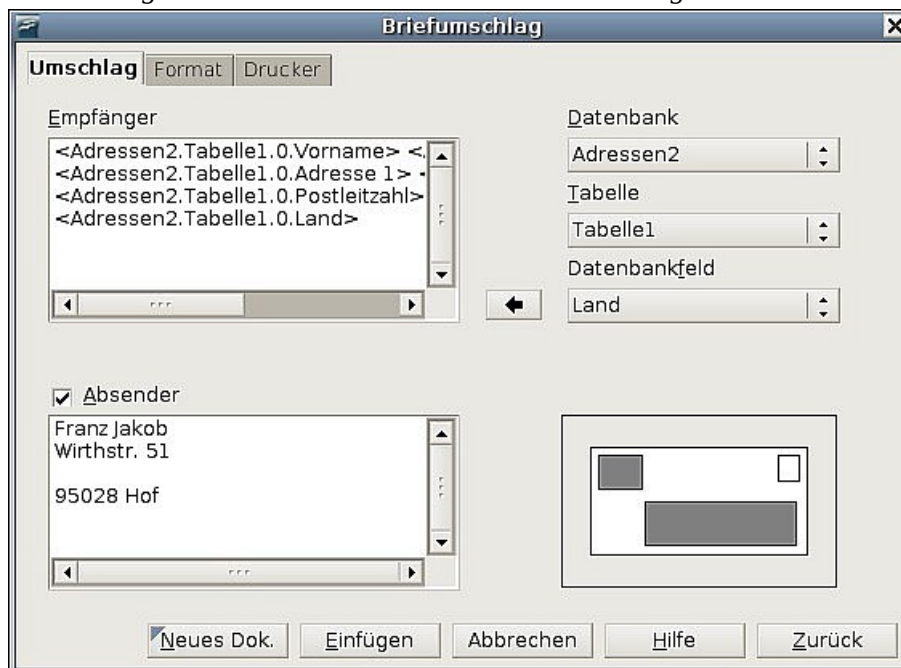 Briefumschlag
Umschlag Format Drucker
Empfänger
<Adressen2.Tabelle1.0.Vorname> <
<Adressen2.Tabelle1.0.Adresse 1>
<Adressen2.Tabelle1.0.Postleitzahl>
<Adressen2.Tabelle1.0.Land>
Datenbank
Adressen2
Tabelle
Tabelle1
Datenbankfeld
Land
Absender
Franz Jakob
Wirthstr. 51
95028 Hof
Neues Dok. Einfügen Abbrechen Hilfe Zurück